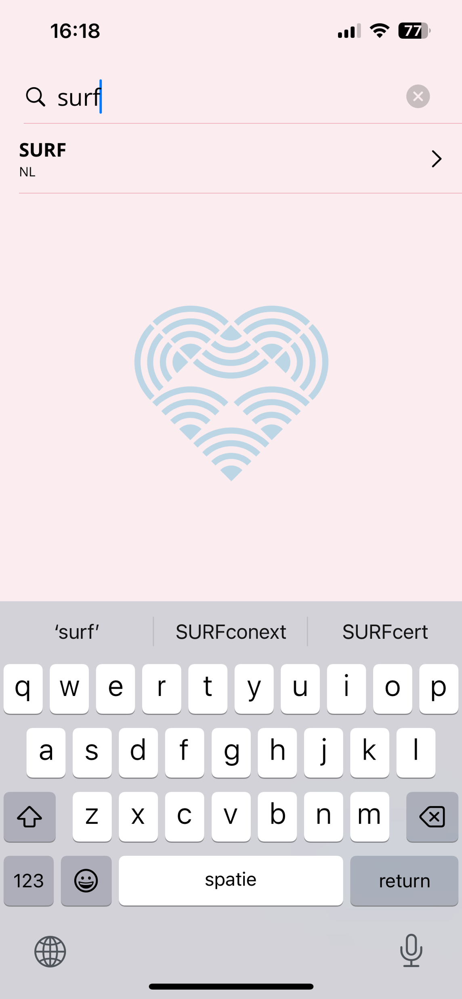 16:18
77
surf
SURF
NL
‘surf’ SURFconext SURFcert
q w e r t y u i o p
a s d f g h j k l
z x c v b n m
123 spatie return